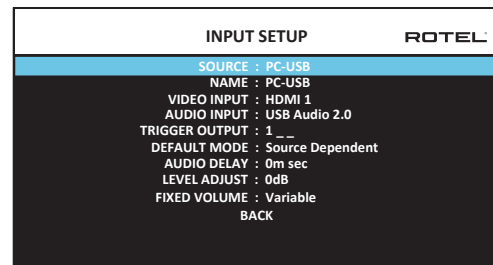 INPUT SETUP ROTEL
SOURCE : PC-USB
NAME : PC-USB
VIDEO INPUT : HDMI 1
AUDIO INPUT : USB Audio 2.0
TRIGGER OUTPUT : 1 _ _
DEFAULT MODE : Source Dependent
AUDIO DELAY : 0m sec
LEVEL ADJUST : 0dB
FIXED VOLUME : Variable
BACK